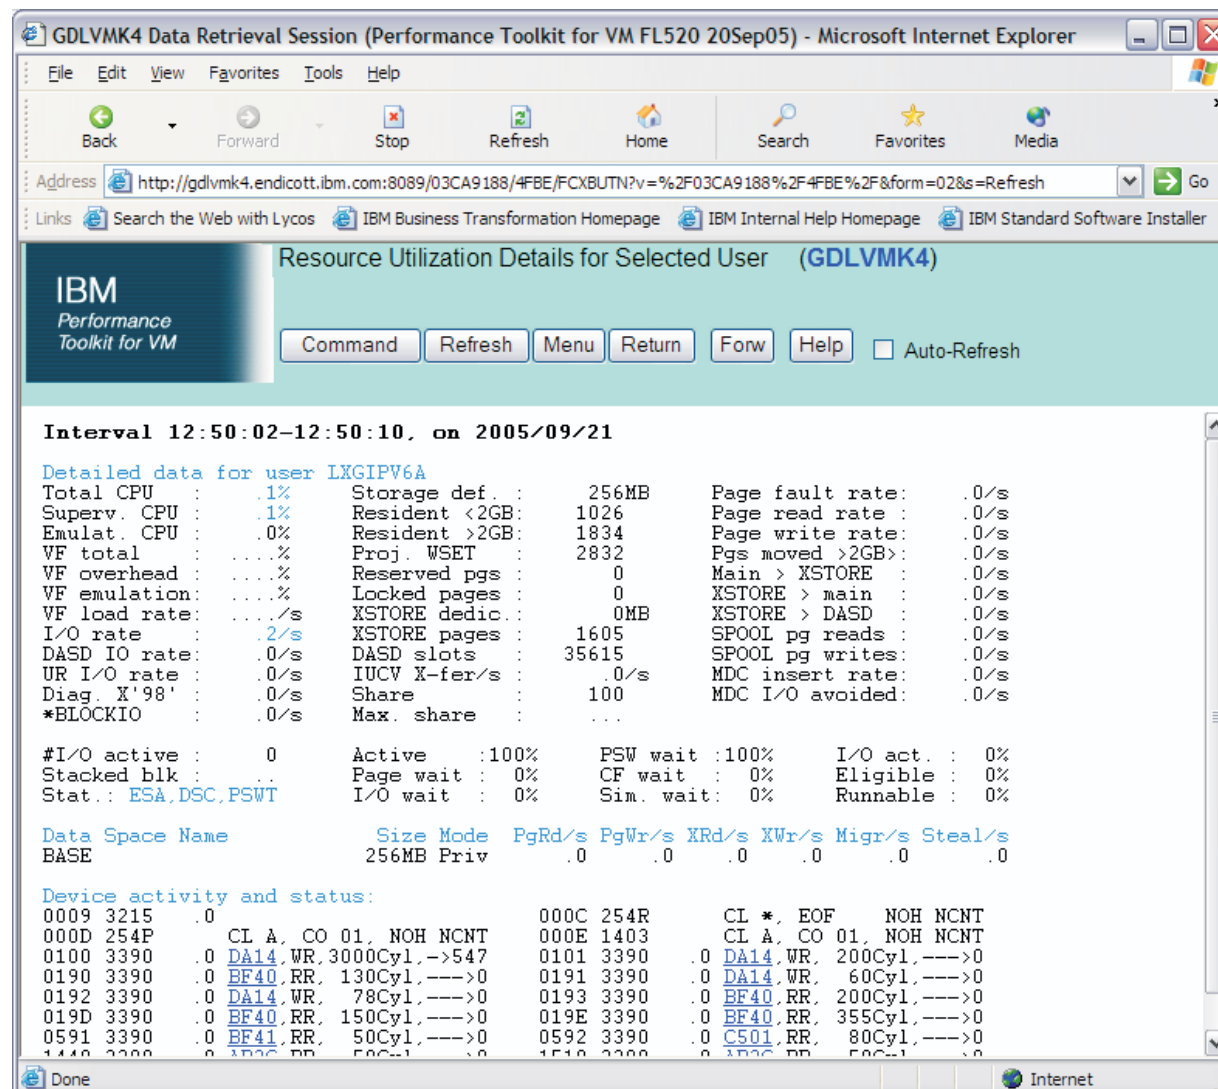 GDLVMK4 Data Retrieval Session (Performance Toolkit for VM FL520 20Sep05) - Microsoft Internet Explorer
File Edit View Favorites Tools Help
Back Forward Stop Refresh Home Search Favorites Media
Address http://gdlvmk4.endicott.ibm.com:8089/03CA9188/4FBE/FCXBUTN?v=%2F03CA9188%2F4FBE%2F&form=02&s=Refresh Go
Links Search the Web with Lycos IBM Business Transformation Homepage IBM Internal Help Homepage IBM Standard Software Installer
Resource Utilization Details for Selected User (GDLVMK4)
IBM
Performance
Toolkit for VM
Command Refresh Menu Return Forw Help Auto-Refresh
Interval 12:50:02–12:50:10, on 2005/09/21
Detailed data for user LXGIPV6A
Total CPU : .1% Storage def. : 256MB Page fault rate: .0/s
Superv. CPU : .1% Resident <2GB: 1026 Page read rate : .0/s
Emulat. CPU : .0% Resident >2GB: 1834 Page write rate: .0/s
VF total : ....% Proj. WSET : 2832 Pgs moved >2GB>: .0/s
VF overhead : ....% Reserved pgs : 0 Main > XSTORE : .0/s
VF emulation: ....% Locked pages : 0 XSTORE > main : .0/s
VF load rate: ..../s XSTORE dedic.: 0MB XSTORE > DASD : .0/s
I/O rate : .2/s XSTORE pages : 1605 SPOOL pg reads : .0/s
DASD IO rate: .0/s DASD slots : 35615 SPOOL pg writes: .0/s
UR I/O rate : .0/s IUCV X-fer/s : .0/s MDC insert rate: .0/s
Diag. X'98' : .0/s Share : 100 MDC I/O avoided: .0/s
*BLOCKIO : .0/s Max. share : ...
#I/O active : 0 Active :100% PSW wait :100% I/O act. : 0%
Stacked blk : .. Page wait : 0% CF wait : 0% Eligible : 0%
Stat.: ESA,DSC,PSWT I/O wait : 0% Sim. wait: 0% Runnable : 0%
Data Space Name Size Mode PgRd/s PgWr/s XRd/s XWr/s Migr/s Steal/s
BASE 256MB Priv .0 .0 .0 .0 .0 .0
Device activity and status:
0009 3215 .0 000C 254R CL *, EOF NOH NCNT
000D 254P CL A, CO 01, NOH NCNT 000E 1403 CL A, CO 01, NOH NCNT
0100 3390 .0 DA14,WR,3000Cyl,->547 0101 3390 .0 DA14,WR, 200Cyl,--->0
0190 3390 .0 BF40,RR, 130Cyl,--->0 0191 3390 .0 DA14,WR, 60Cyl,--->0
0192 3390 .0 DA14,WR, 78Cyl,--->0 0193 3390 .0 BF40,RR, 200Cyl,--->0
019D 3390 .0 BF40,RR, 150Cyl,--->0 019E 3390 .0 BF40,RR, 355Cyl,--->0
0591 3390 .0 BF41,RR, 50Cyl,--->0 0592 3390 .0 C501,RR, 80Cyl,--->0
Done Internet